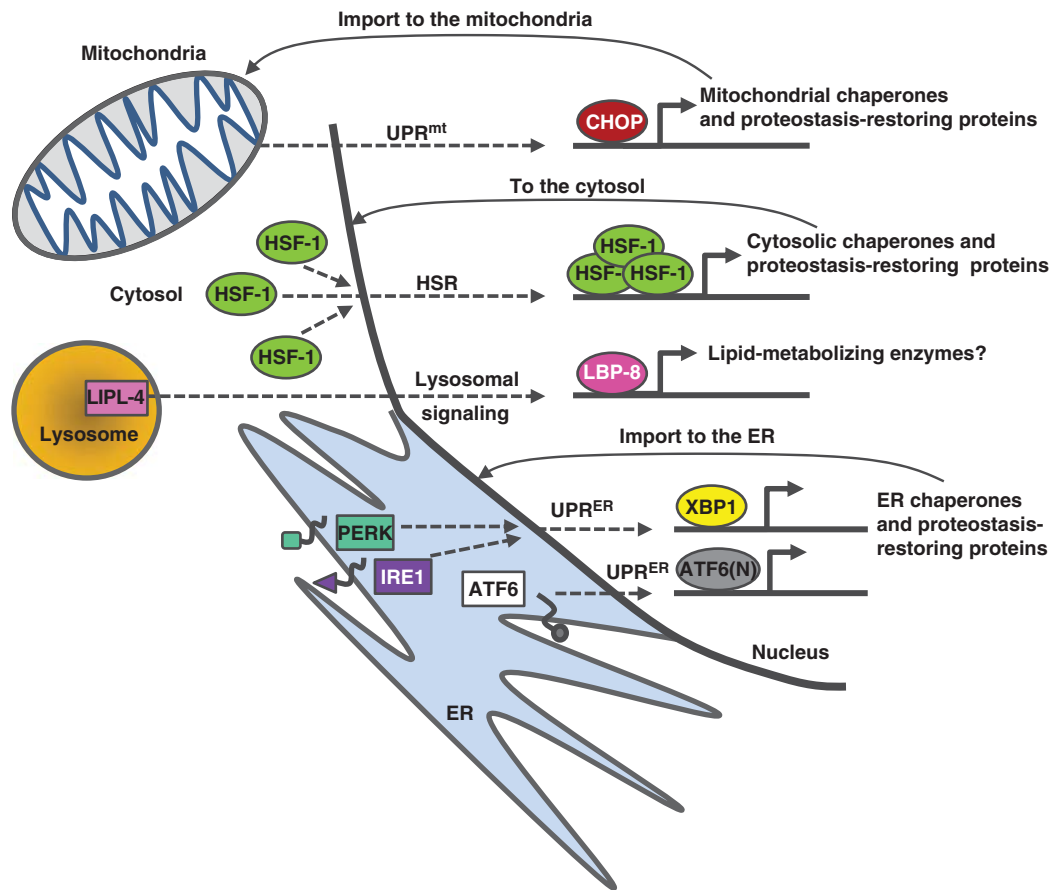 Import to the mitochondria
Mitochondria
CHOP
Mitochondrial chaperones
and proteostasis-restoring proteins
UPRmt
To the cytosol
HSF-1
HSF-1
HSF-1
Cytosol
HSR
HSF-1
HSF-
HSF-1
Cytosolic chaperones and
proteostasis-restoring proteins
LIPL-4
Lysosome
Lysosomal
signaling
LBP-8
Lipid-metabolizing enzymes?
Import to the ER
PERK
IRE1
ATF6
UPRER
XBP1
UPRER
ATF6(N)
ER chaperones
and proteostasis-
restoring proteins
Nucleus
ER